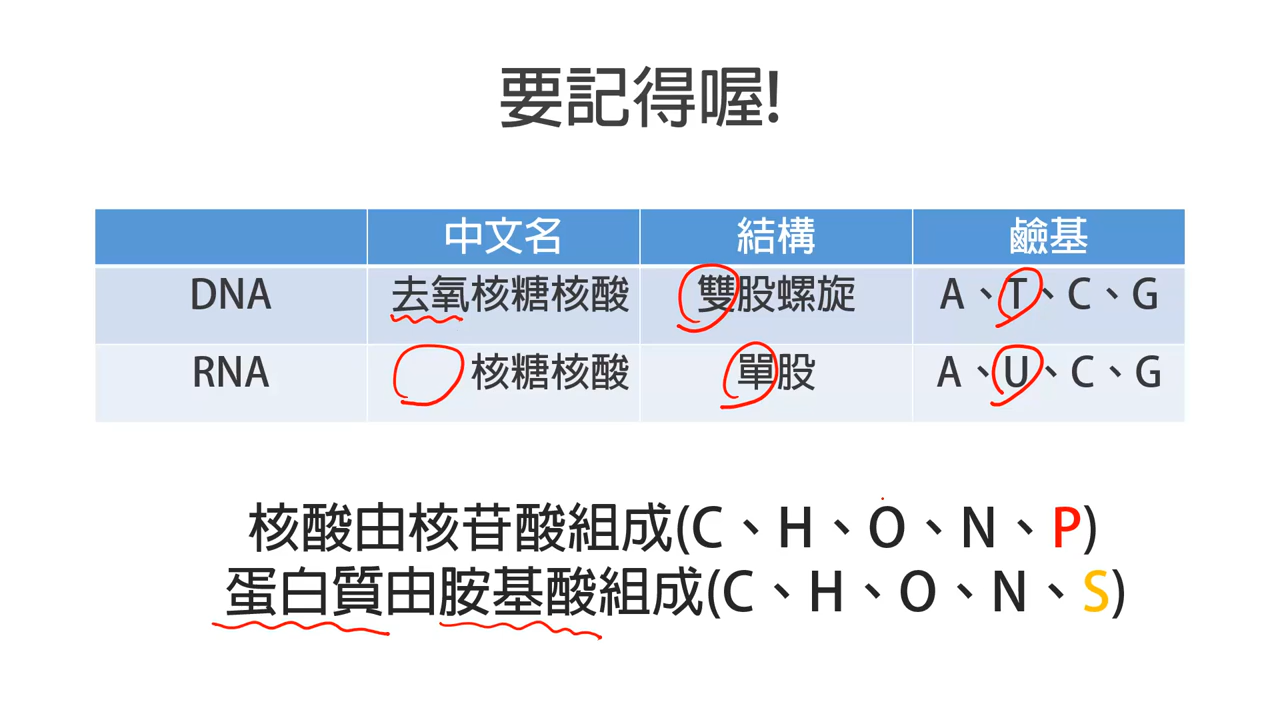 要記得喔!
中文名 結構 鹼基
DNA 去氧核糖核酸 雙股螺旋 A、T、C、G
RNA 核糖核酸 單股 A、U、C、G
核酸由核苷酸組成(C、H、O、N、P)
蛋白質由胺基酸組成(C、H、O、N、S)